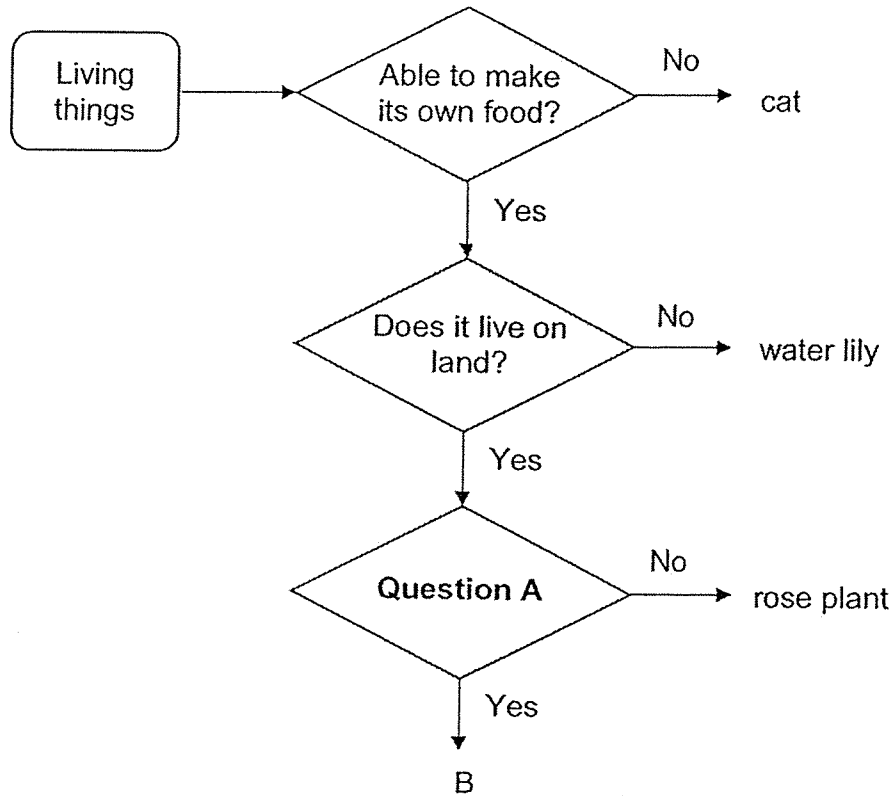 Living
things
Able to make
its own food?
No
cat
Yes
Does it live on
land?
No
water lily
Yes
Question A
No
rose plant
Yes
B